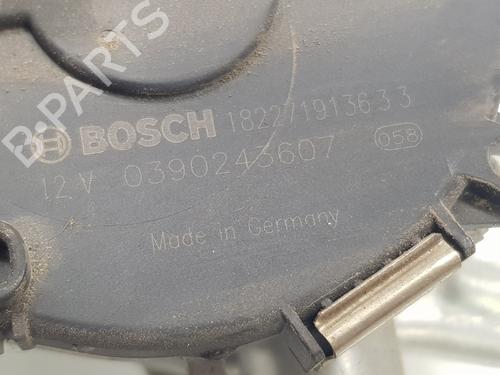 BOSCH 1822719136 3 3
12 V 0390243607 058
Made in Germany
B-PARTS